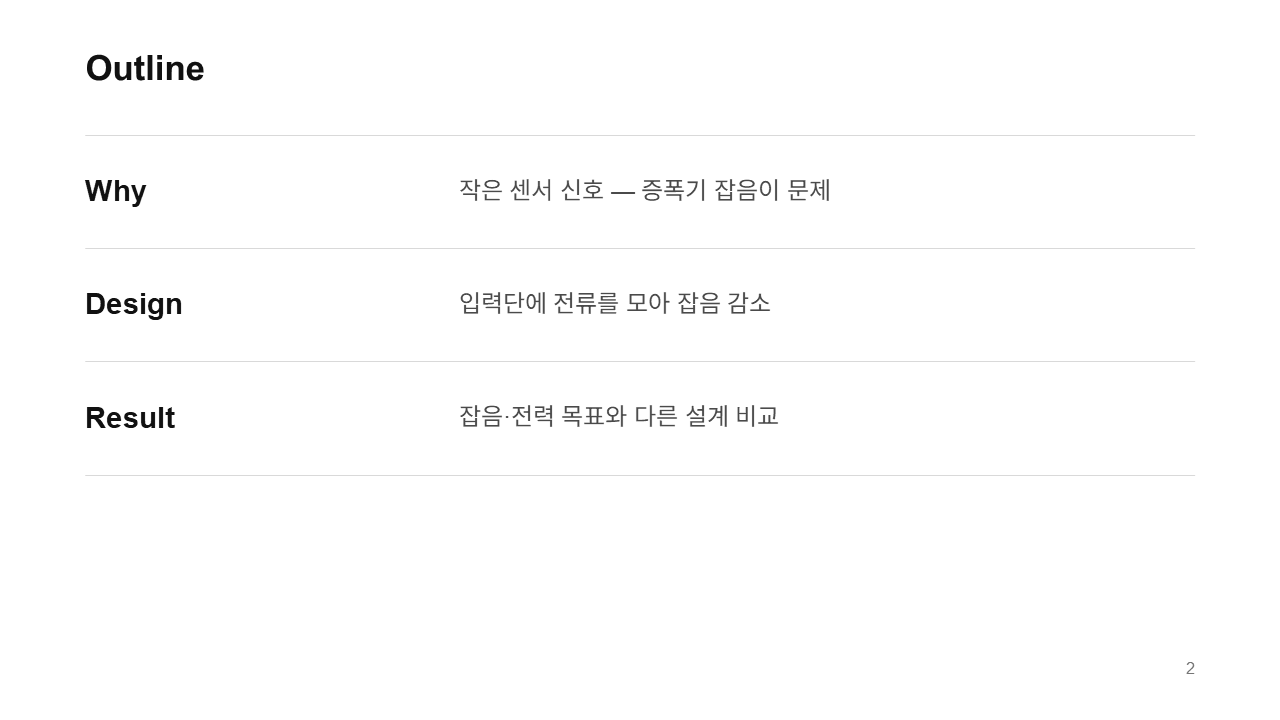 Outline
Why
작은 센서 신호 — 증폭기 잡음이 문제
Design
입력단에 전류를 모아 잡음 감소
Result
잡음·전력 목표와 다른 설계 비교
2